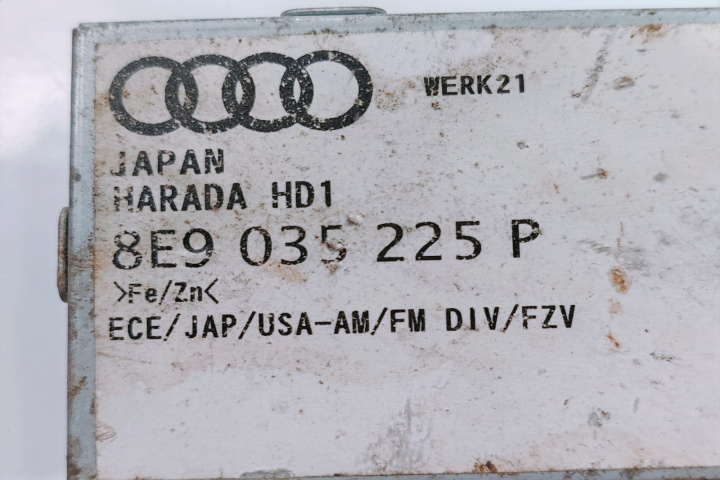 WERK21
JAPAN
HARADA HD1
8E9 035 225 P
>Fe/Zn<
ECE/JAP/USA-AM/FM DIV/FZV